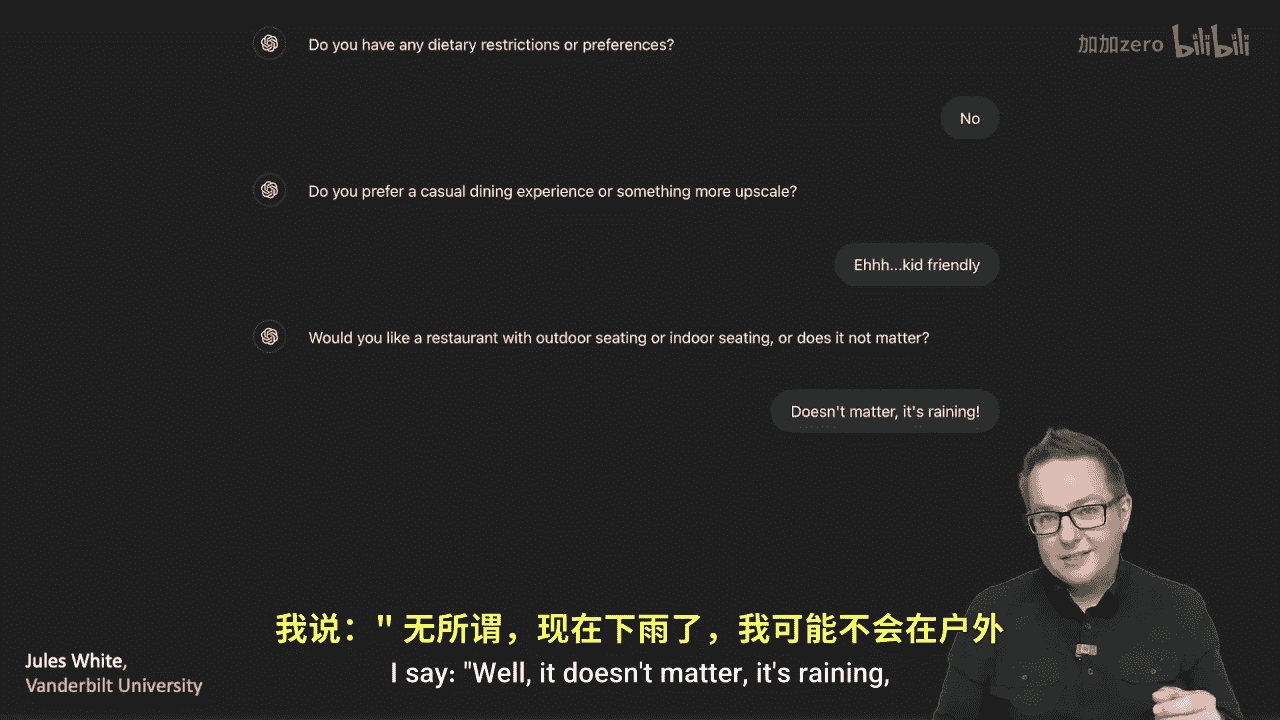 Do you have any dietary restrictions or preferences?
加加zero bilibili
No
Do you prefer a casual dining experience or something more upscale?
Ehhh...kid friendly
Would you like a restaurant with outdoor seating or indoor seating, or does it not matter?
Doesn't matter, it's raining!
我说："无所谓，现在下雨了，我可能不会在户外
I say: "Well, it doesn't matter, it's raining,
Jules White,
Vanderbilt University